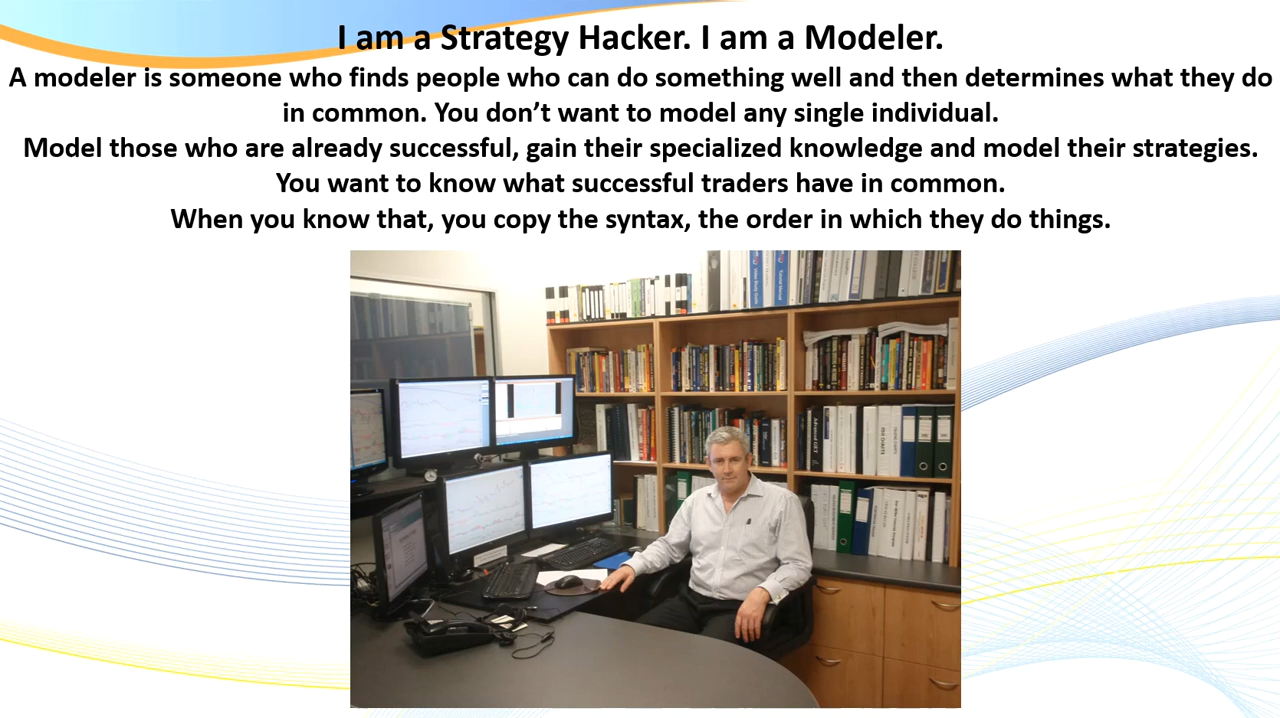 I am a Strategy Hacker. I am a Modeler.
A modeler is someone who finds people who can do something well and then determines what they do
in common. You don’t want to model any single individual.
Model those who are already successful, gain their specialized knowledge and model their strategies.
You want to know what successful traders have in common.
When you know that, you copy the syntax, the order in which they do things.